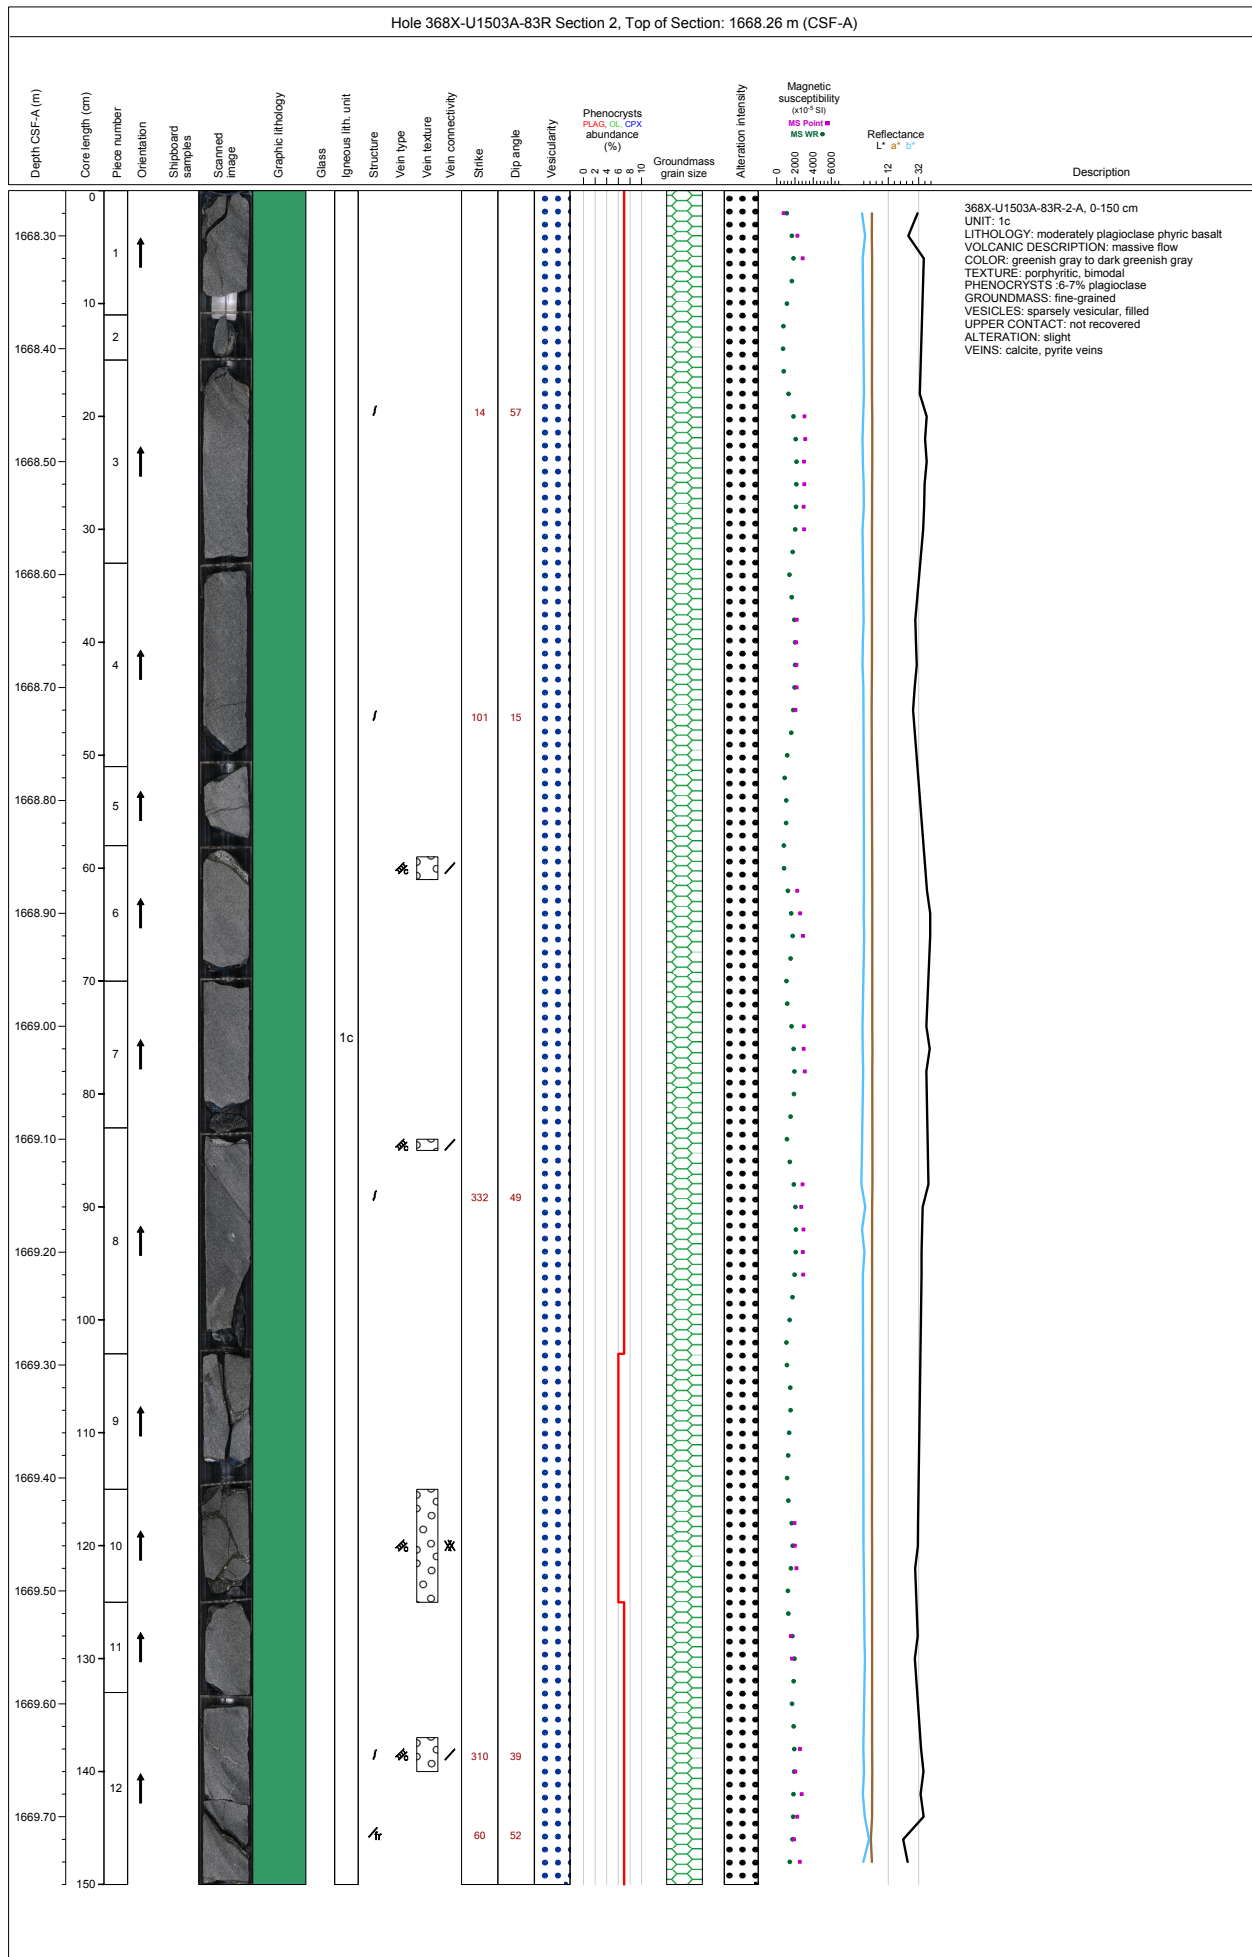 Hole 368X-U1503A-83R Section 2, Top of Section: 1668.26 m (CSF-A)
Depth CSF-A (m)
Core length (cm)
Piece number
Orientation
Shipboard
samples
Scanned
image
Graphic lithology
Glass
Igneous lith. unit
Structure
Vein type
Vein texture
Vein connectivity
Strike
Dip angle
Vesicularity
Phenocrysts
PLAG, OL, CPX
abundance
(%)
0 2 4 6 8 10
Groundmass
grain size
Alteration intensity
Magnetic
susceptibility
(x10-5 SI)
MS Point
MS WR
0 2000 4000 6000
Reflectance
L* a* b*
12 32
Description
368X-U1503A-83R-2-A, 0-150 cm
UNIT: 1c
LITHOLOGY: moderately plagioclase phyric basalt
VOLCANIC DESCRIPTION: massive flow
COLOR: greenish gray to dark greenish gray
TEXTURE: porphyritic, bimodal
PHENOCRYSTS :6-7% plagioclase
GROUNDMASS: fine-grained
VESICLES: sparsely vesicular, filled
UPPER CONTACT: not recovered
ALTERATION: slight
VEINS: calcite, pyrite veins
0
1668.30
1
10
2
1668.40
20 14 57
3
1668.50
30
1668.60
40
4
1668.70
101 15
50
1668.80 5
60 c
1668.90 6
70
1669.00
1c
7
80
1669.10 c
332 49
90
8
1669.20
100
1669.30
9
110
1669.40
10 120 c
1669.50
11
130
1669.60
c 310 39
140
12
1669.70
fr 60 52
150